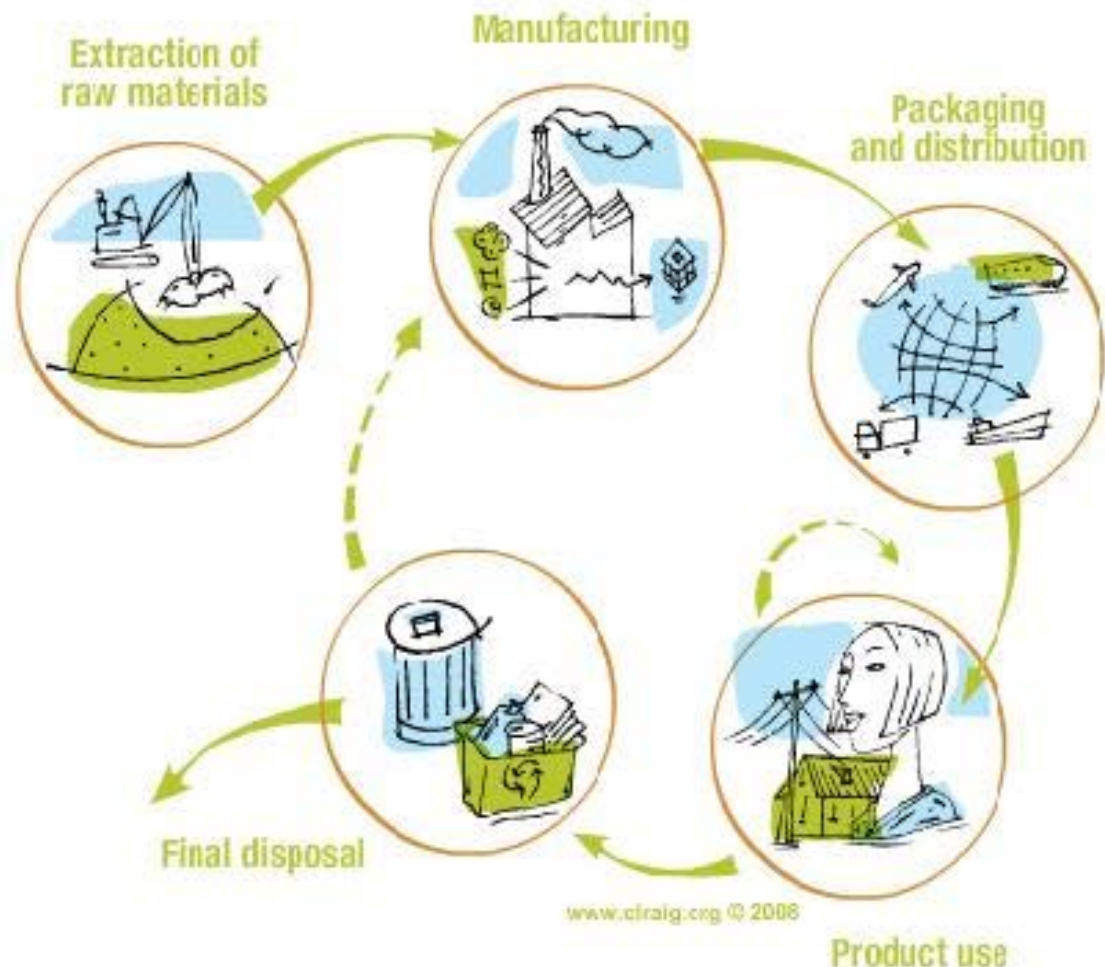 Extraction of
raw materials
Manufacturing
Packaging
and distribution
Final disposal
www.ciraig.org © 2008
Product use